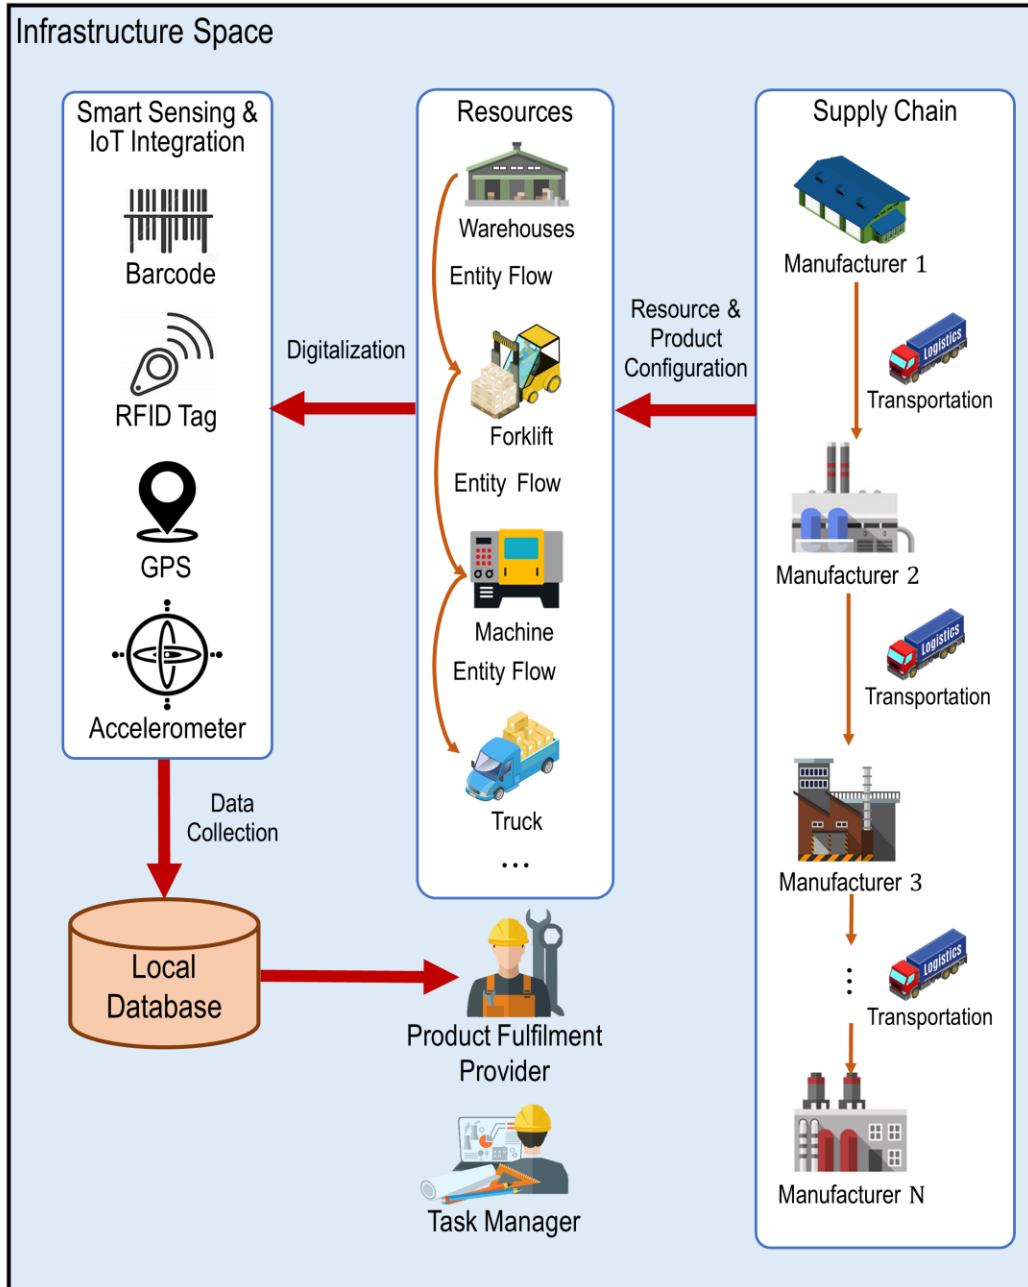 Infrastructure Space
Smart Sensing &
IoT Integration
Barcode
RFID Tag
GPS
Accelerometer
Digitalization
Resources
Warehouses
Entity Flow
Forklift
Entity Flow
Machine
Entity Flow
Truck
...
Resource &
Product
Configuration
Supply Chain
Manufacturer 1
Logistics
Transportation
Manufacturer 2
Logistics
Transportation
Manufacturer 3
Logistics
Transportation
Manufacturer N
Data
Collection
Local
Database
Product Fulfilment
Provider
Task Manager